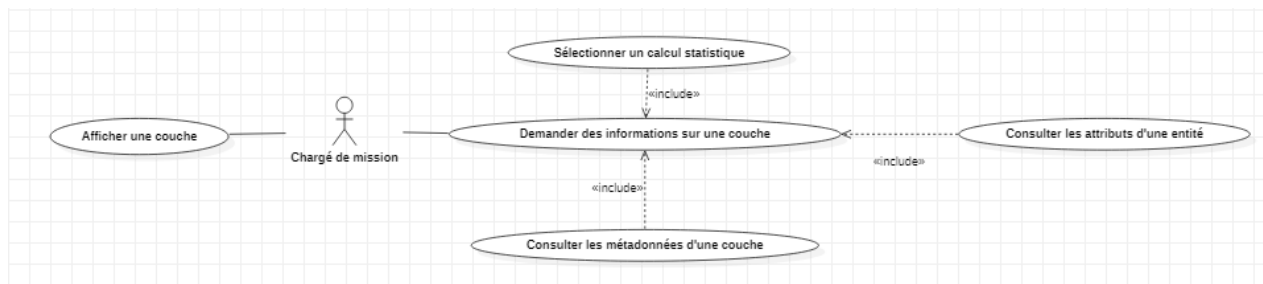 Sélectionner un calcul statistique
«include»
Afficher une couche
Chargé de mission
Demander des informations sur une couche
Consulter les attributs d'une entité
«include»
«include»
Consulter les métadonnées d'une couche